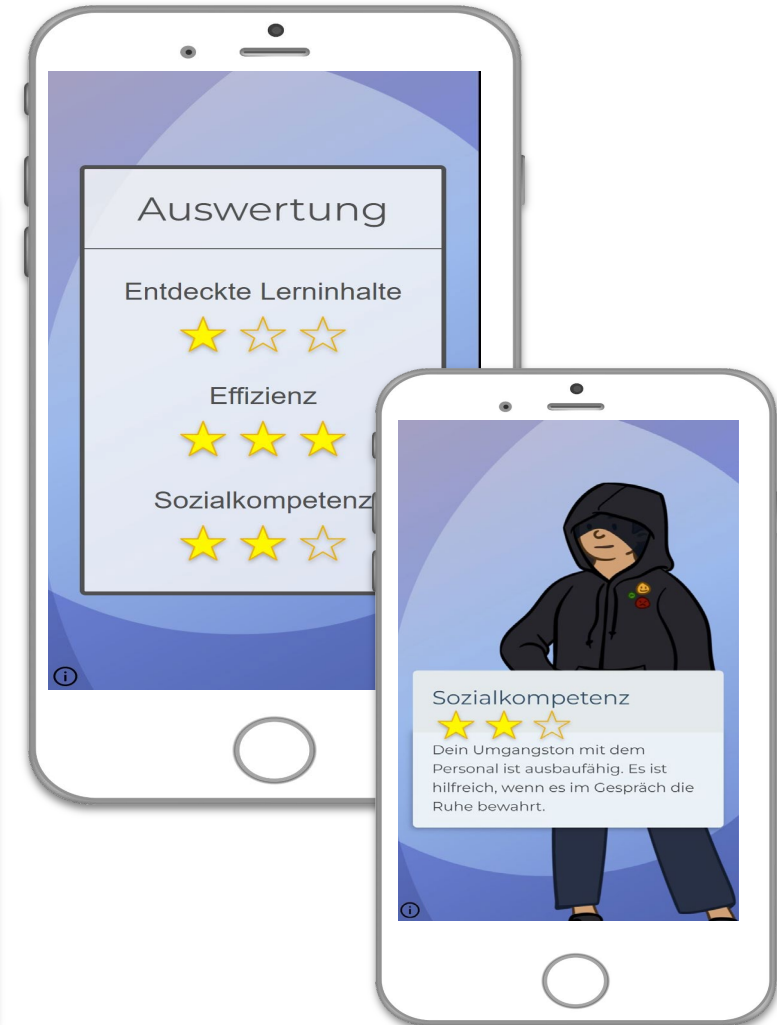 Auswertung
Entdeckte Lerninhalte
Effizienz
Sozialkompetenz
Sozialkompetenz
Dein Umgangston mit dem
Personal ist ausbaufähig. Es ist
hilfreich, wenn es im Gespräch die
Ruhe bewahrt.